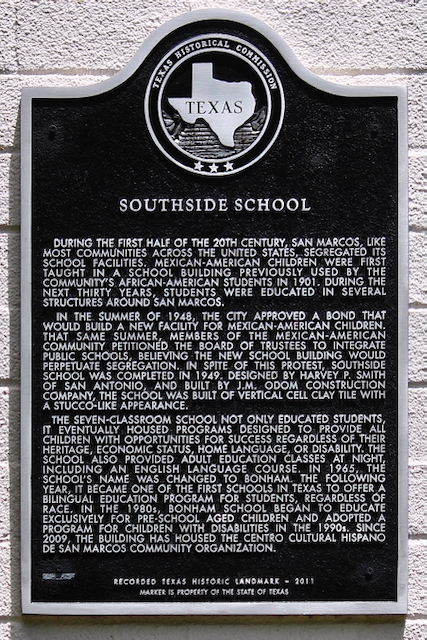 TEXAS HISTORICAL COMMISSION
TEXAS
SOUTHSIDE SCHOOL
DURING THE FIRST HALF OF THE 20TH CENTURY, SAN MARCOS, LIKE
MOST COMMUNITIES ACROSS THE UNITED STATES, SEGREGATED ITS
SCHOOL FACILITIES. MEXICAN-AMERICAN CHILDREN WERE FIRST
TAUGHT IN A SCHOOL BUILDING PREVIOUSLY USED BY THE
COMMUNITY'S AFRICAN-AMERICAN STUDENTS IN 1901. DURING THE
NEXT THIRTY YEARS, STUDENTS WERE EDUCATED IN SEVERAL
STRUCTURES AROUND SAN MARCOS.
IN THE SUMMER OF 1948, THE CITY APPROVED A BOND THAT
WOULD BUILD A NEW FACILITY FOR MEXICAN-AMERICAN CHILDREN.
THAT SAME SUMMER, MEMBERS OF THE MEXICAN-AMERICAN
COMMUNITY PETITIONED THE BOARD OF TRUSTEES TO INTEGRATE
PUBLIC SCHOOLS, BELIEVING THE NEW SCHOOL BUILDING WOULD
PERPETUATE SEGREGATION. IN SPITE OF THIS PROTEST, SOUTHSIDE
SCHOOL WAS COMPLETED IN 1949. DESIGNED BY HARVEY P. SMITH
OF SAN ANTONIO, AND BUILT BY J.M. ODOM CONSTRUCTION
COMPANY, THE SCHOOL WAS BUILT OF VERTICAL CELL CLAY TILE WITH
A STUCCO-LIKE APPEARANCE.
THE SEVEN-CLASSROOM SCHOOL NOT ONLY EDUCATED STUDENTS,
IT EVENTUALLY HOUSED PROGRAMS DESIGNED TO PROVIDE ALL
CHILDREN WITH OPPORTUNITIES FOR SUCCESS REGARDLESS OF THEIR
HERITAGE, ECONOMIC STATUS, HOME LANGUAGE, OR DISABILITY. THE
SCHOOL ALSO PROVIDED ADULT EDUCATION CLASSES AT NIGHT,
INCLUDING AN ENGLISH LANGUAGE COURSE. IN 1965, THE
SCHOOL'S NAME WAS CHANGED TO BONHAM. THE FOLLOWING
YEAR, IT BECAME ONE OF THE FIRST SCHOOLS IN TEXAS TO OFFER A
BILINGUAL EDUCATION PROGRAM FOR STUDENTS, REGARDLESS OF
RACE. IN THE 1980s, BONHAM SCHOOL BEGAN TO EDUCATE
EXCLUSIVELY FOR PRE-SCHOOL AGED CHILDREN AND ADOPTED A
PROGRAM FOR CHILDREN WITH DISABILITIES IN THE 1990s. SINCE
2009, THE BUILDING HAS HOUSED THE CENTRO CULTURAL HISPANO
DE SAN MARCOS COMMUNITY ORGANIZATION.
RECORDED TEXAS HISTORIC LANDMARK – 2011
MARKER IS PROPERTY OF THE STATE OF TEXAS